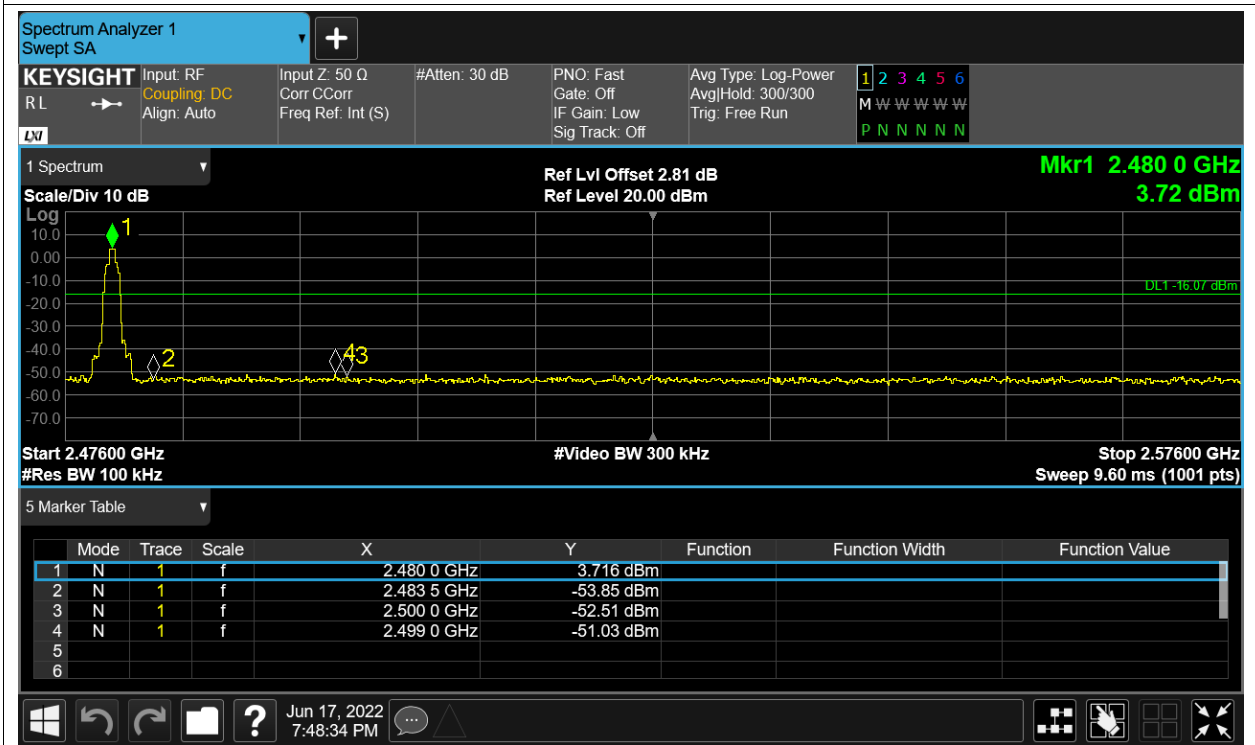 Spectrum Analyzer 1
Swept SA
+
KEYSIGHT Input: RF Input Z: 50 Ω #Atten: 30 dB PNO: Fast Avg Type: Log-Power 1 2 3 4 5 6
R L Coupling: DC Corr CCorr Gate: Off Avg|Hold: 300/300 M W W W W W
Align: Auto Freq Ref: Int (S) IF Gain: Low Trig: Free Run
LXI Sig Track: Off P N N N N N
1 Spectrum Ref Lvl Offset 2.81 dB Mkr1 2.480 0 GHz
Scale/Div 10 dB Ref Level 20.00 dBm 3.72 dBm
Log
1
10.0
0.00
-10.0
DL1 -16.07 dBm
-20.0
-30.0
-40.0
2 43
-50.0
-60.0
-70.0
Start 2.47600 GHz #Video BW 300 kHz Stop 2.57600 GHz
#Res BW 100 kHz Sweep 9.60 ms (1001 pts)
5 Marker Table
Mode Trace Scale X Y Function Function Width Function Value
1 N 1 f 2.480 0 GHz 3.716 dBm
2 N 1 f 2.483 5 GHz -53.85 dBm
3 N 1 f 2.500 0 GHz -52.51 dBm
4 N 1 f 2.499 0 GHz -51.03 dBm
5
6
? Jun 17, 2022
7:48:34 PM